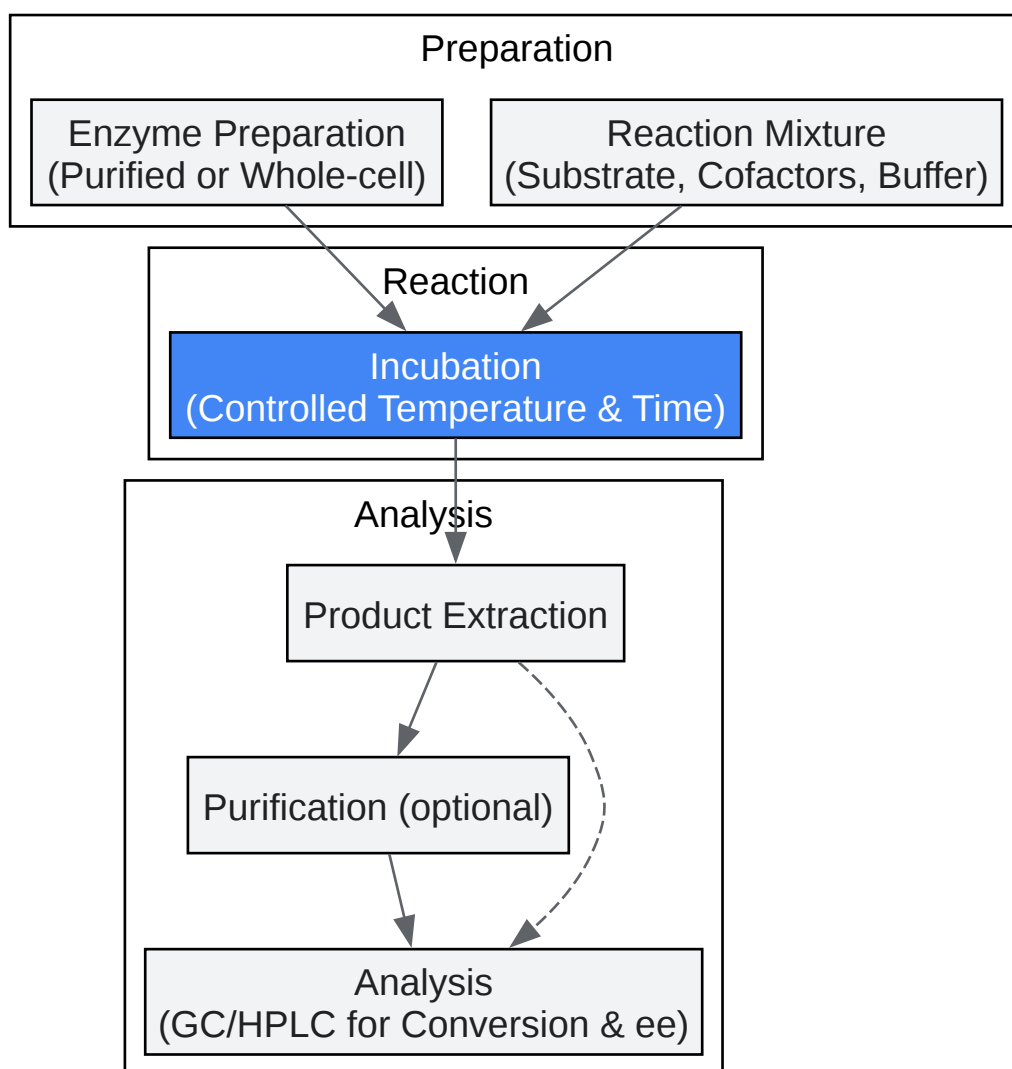 Preparation
Enzyme Preparation
(Purified or Whole-cell)
Reaction Mixture
(Substrate, Cofactors, Buffer)
Reaction
Incubation
(Controlled Temperature & Time)
Analysis
Product Extraction
Purification (optional)
Analysis
(GC/HPLC for Conversion & ee)